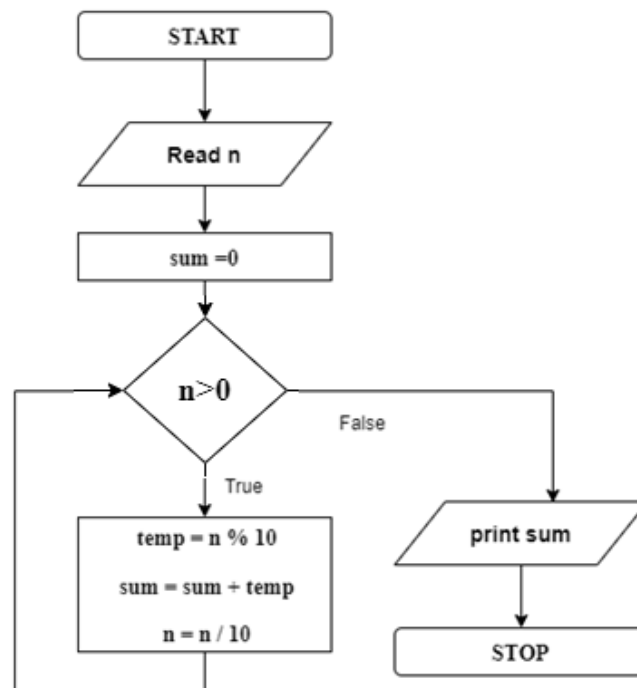 START
Read n
sum =0
n>0
False
True
temp = n % 10
sum = sum + temp
n = n / 10
print sum
STOP